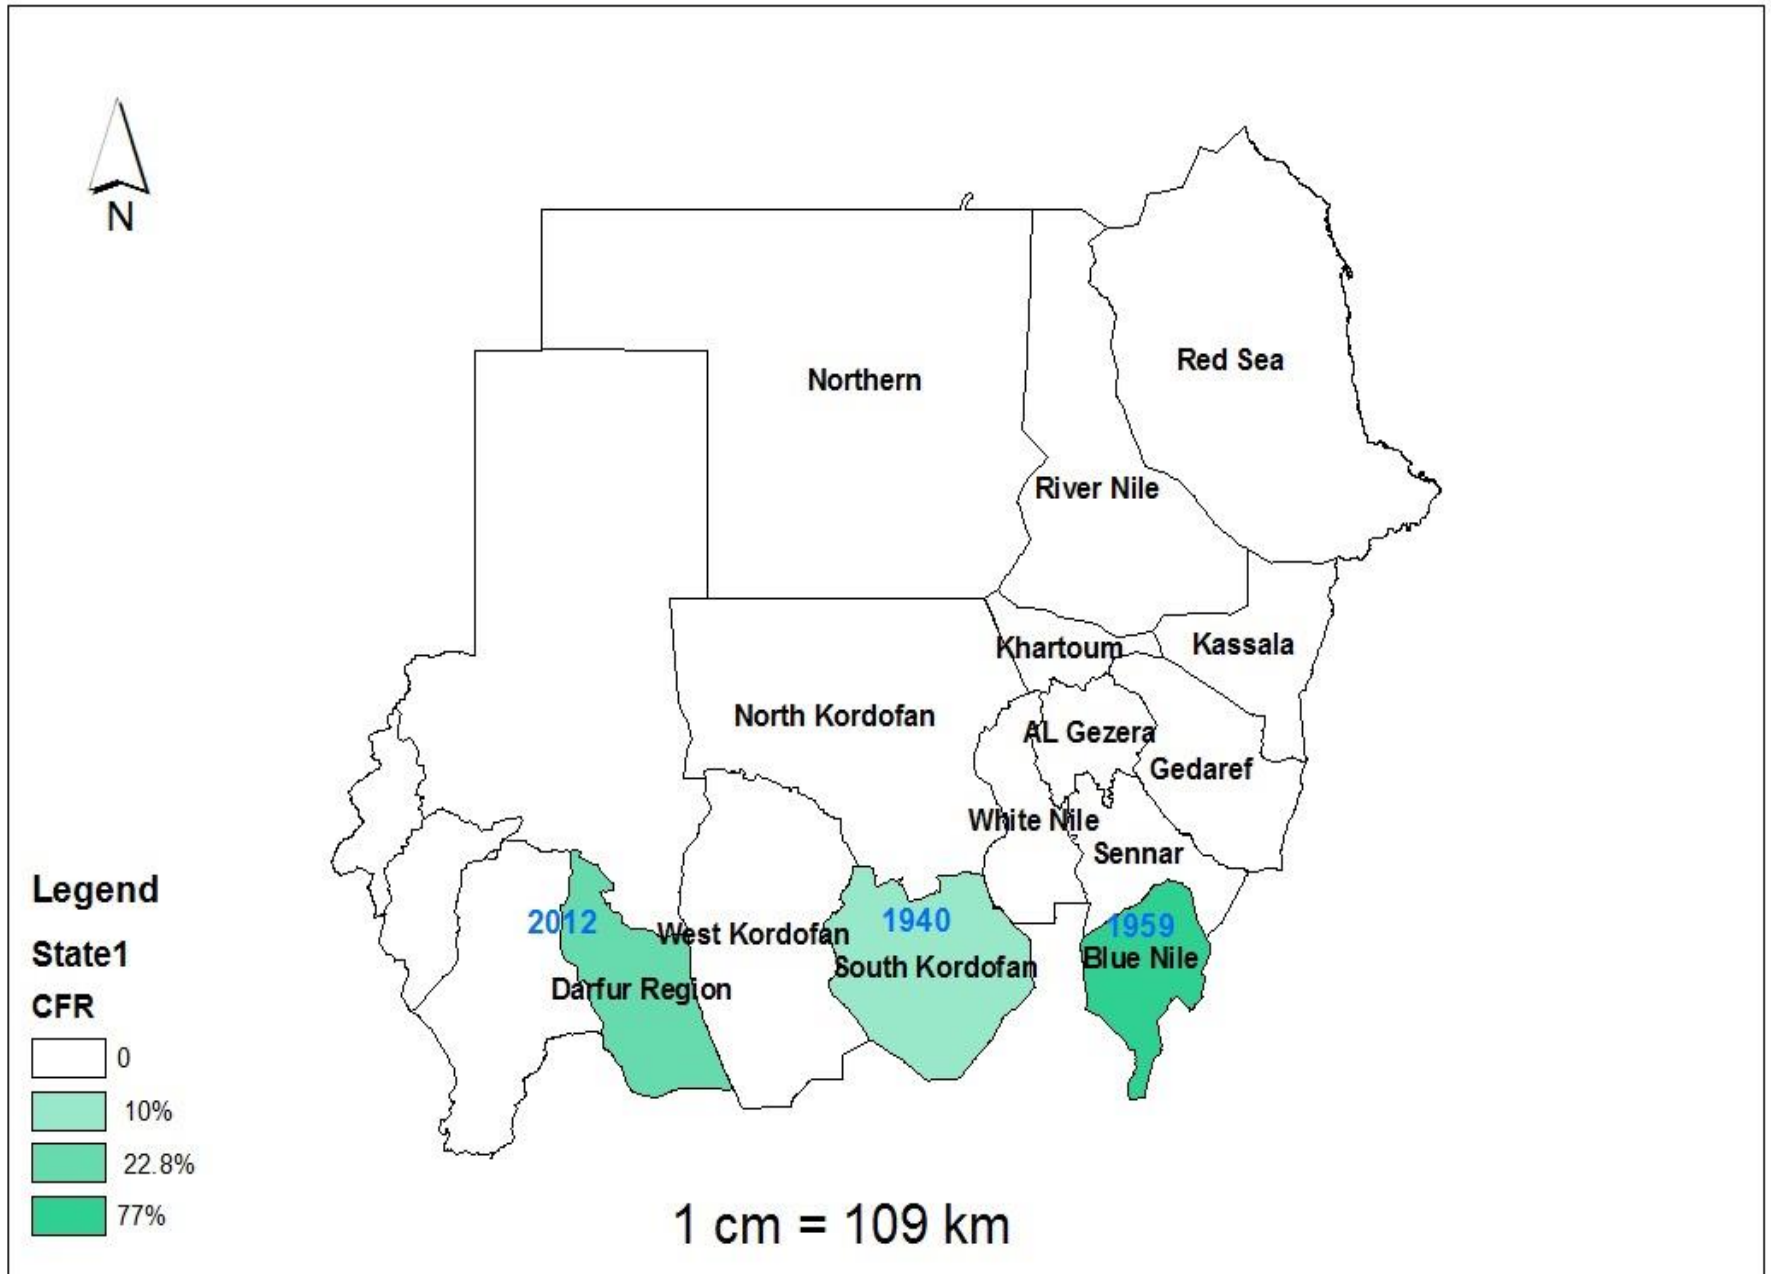 N
Northern
Red Sea
River Nile
Khartoum
Kassala
North Kordofan
AL Gezera
Gedaref
White Nile
Sennar
2012
West Kordofan
1940
1959
South Kordofan
Blue Nile
Darfur Region
Legend
State1
CFR
0
10%
22.8%
77%
1 cm = 109 km